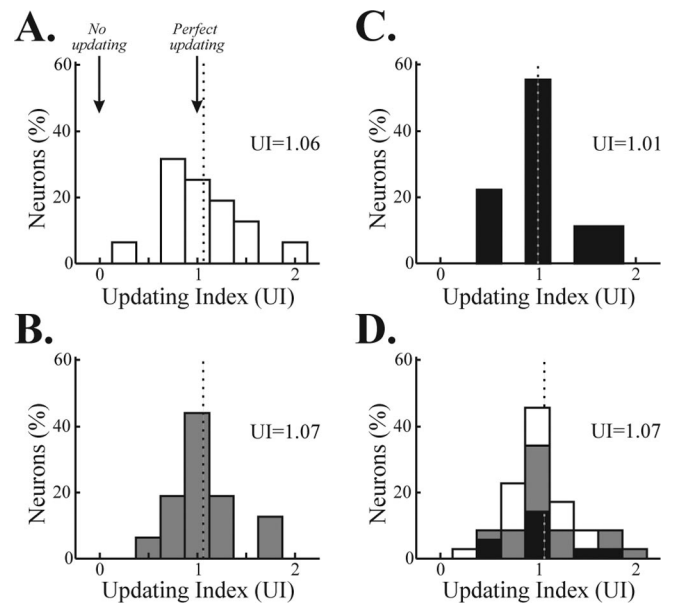 A.
No
updating
Perfect
updating
60
40
20
0
Neurons (%)
UI=1.06
0 1 2
Updating Index (UI)
C.
60
40
20
0
Neurons (%)
UI=1.01
0 1 2
Updating Index (UI)
B.
60
40
20
0
Neurons (%)
UI=1.07
0 1 2
Updating Index (UI)
D.
60
40
20
0
Neurons (%)
UI=1.07
0 1 2
Updating Index (UI)